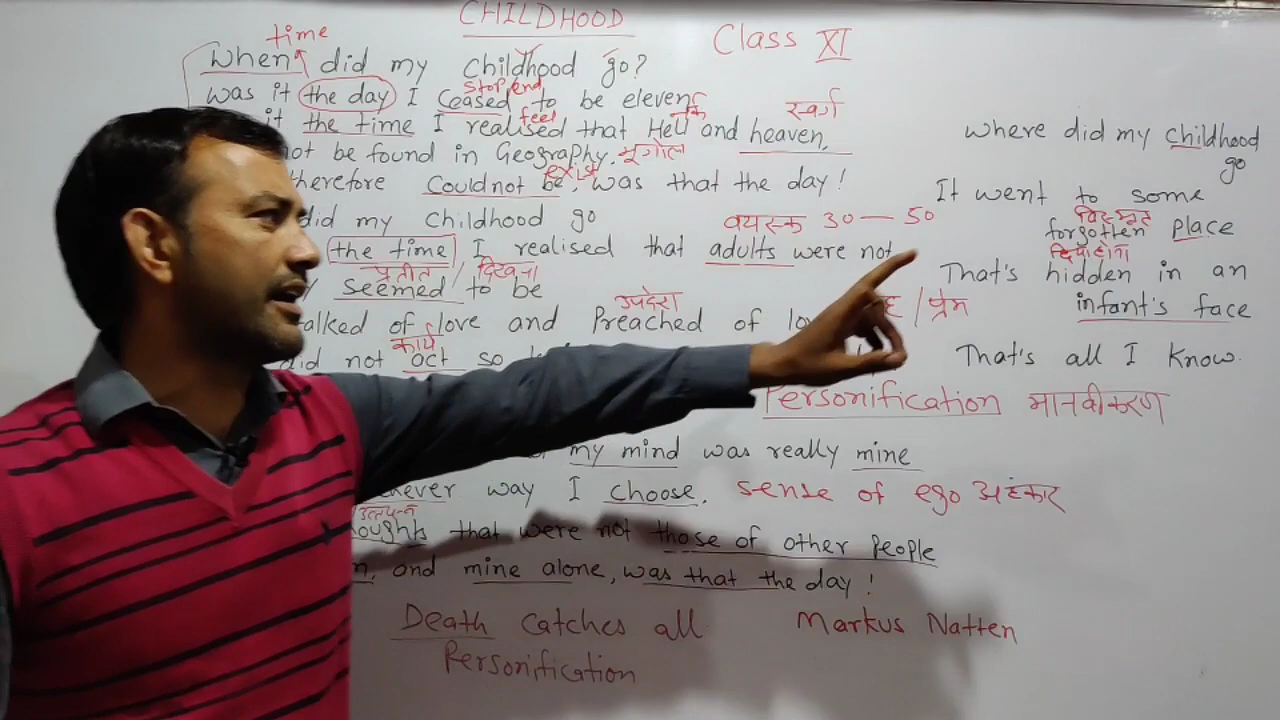 CHILDHOOD
Class XI
time
when did my childhood go?
stop/end
was it the day I ceased to be eleven
feel
स्वर्ग
it the time I realised that Hell and heaven,
not be found in Geography. भूगोल
exist
therefore Could not be, was that the day!
did my childhood go
वयस्क 30 — 50
the time I realised that adults were not
प्रतीत / दिखना
seemed to be
उपदेश
talked of love and Preached of lo
/ प्रेम
कार्य
did not act so
Personification मानवीकरण
my mind was really mine
way I choose. sense of ego अहंकार
उत्पन्न
oughts that were not those of other People
n, and mine alone, was that the day!
Death catches all
Personification
Markus Natten
where did my childhood
go
It went to some
विस्मृत
forgotten place
छिपा होना
That's hidden in an
infant's face
That's all I know.